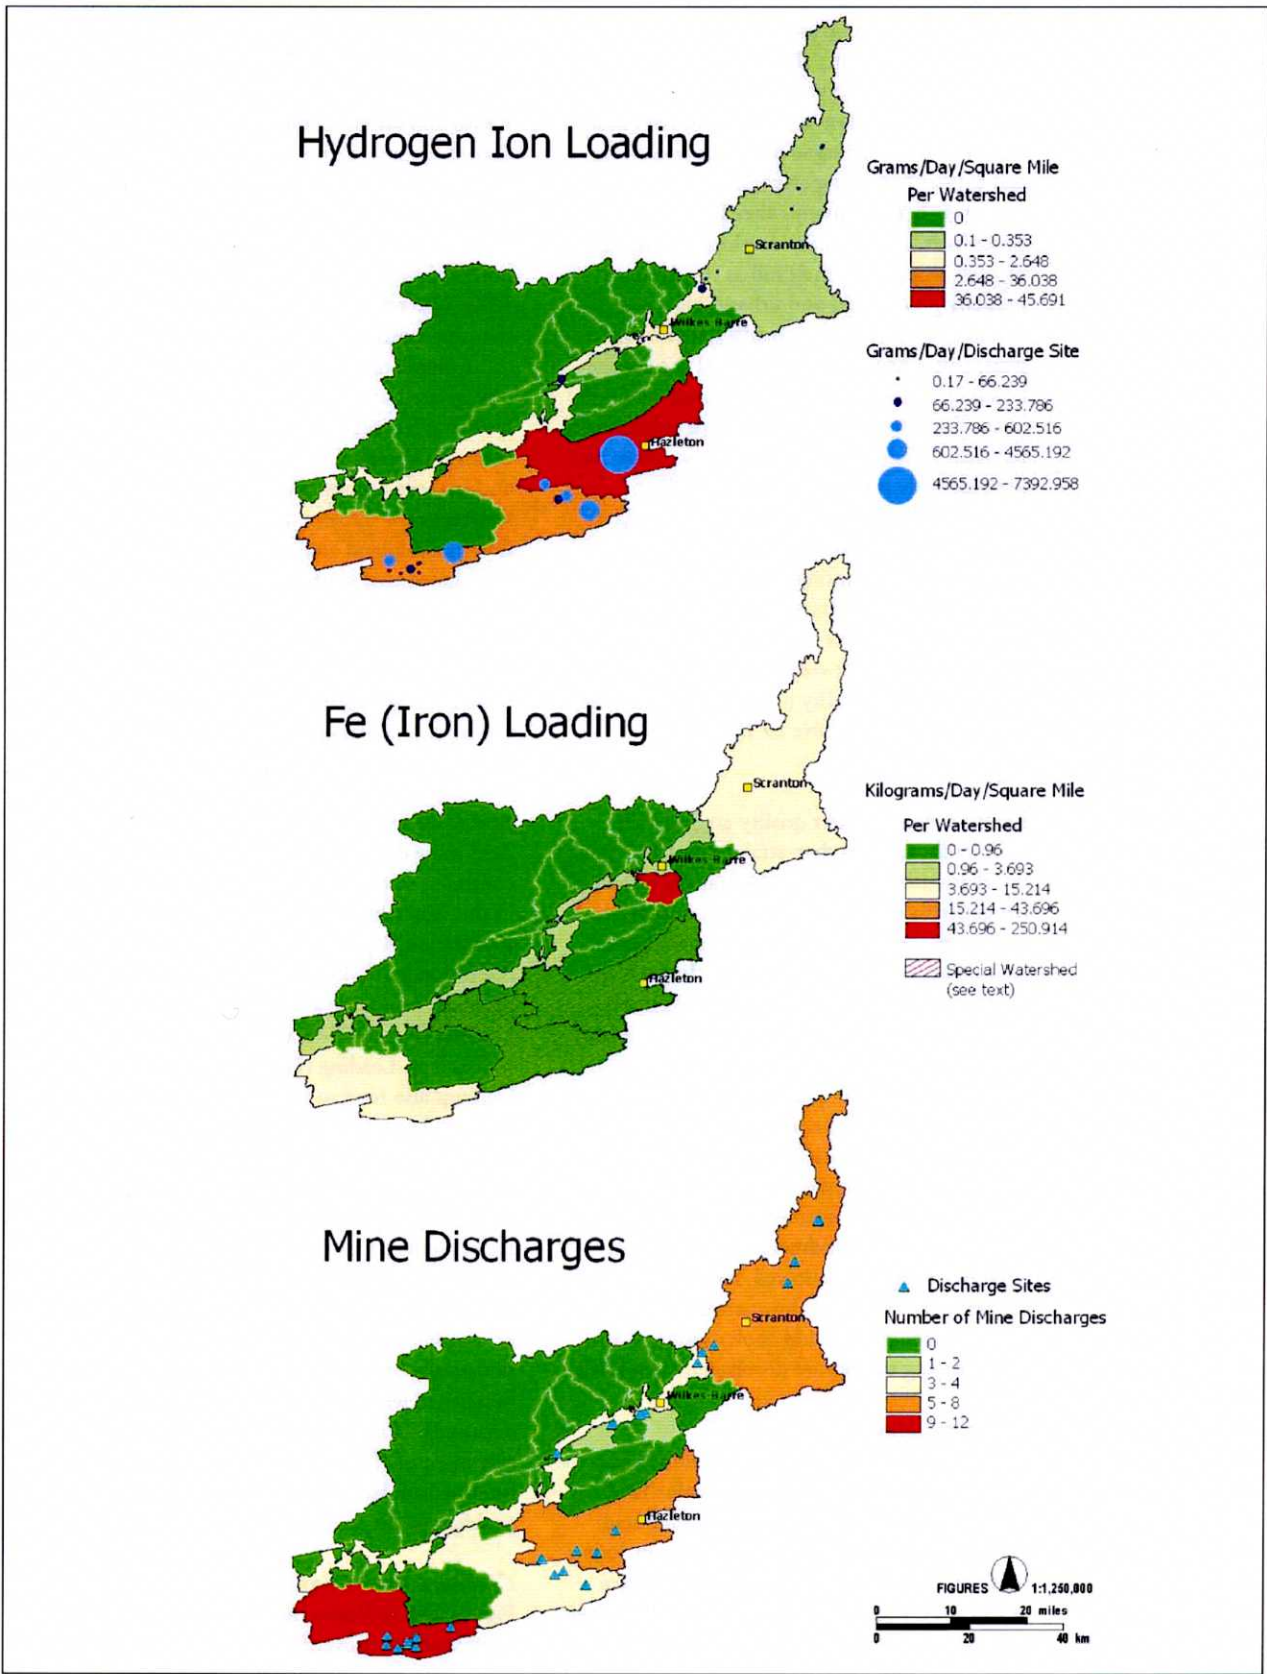 Hydrogen Ion Loading
Grams/Day/Square Mile
Per Watershed
0
0.1 - 0.353
0.353 - 2.648
2.648 - 36.038
36.038 - 45.691
Grams/Day/Discharge Site
0.17 - 66.239
66.239 - 233.786
233.786 - 602.516
602.516 - 4565.192
4565.192 - 7392.958
Scranton
Wilkes-Barre
Hazleton
Fe (Iron) Loading
Kilograms/Day/Square Mile
Per Watershed
0 - 0.96
0.96 - 3.693
3.693 - 15.214
15.214 - 43.696
43.696 - 250.914
Special Watershed
(see text)
Scranton
Wilkes-Barre
Hazleton
Mine Discharges
Discharge Sites
Number of Mine Discharges
0
1 - 2
3 - 4
5 - 8
9 - 12
Scranton
Wilkes-Barre
Hazleton
FIGURES 1:1,250,000
0 10 20 miles
0 20 40 km